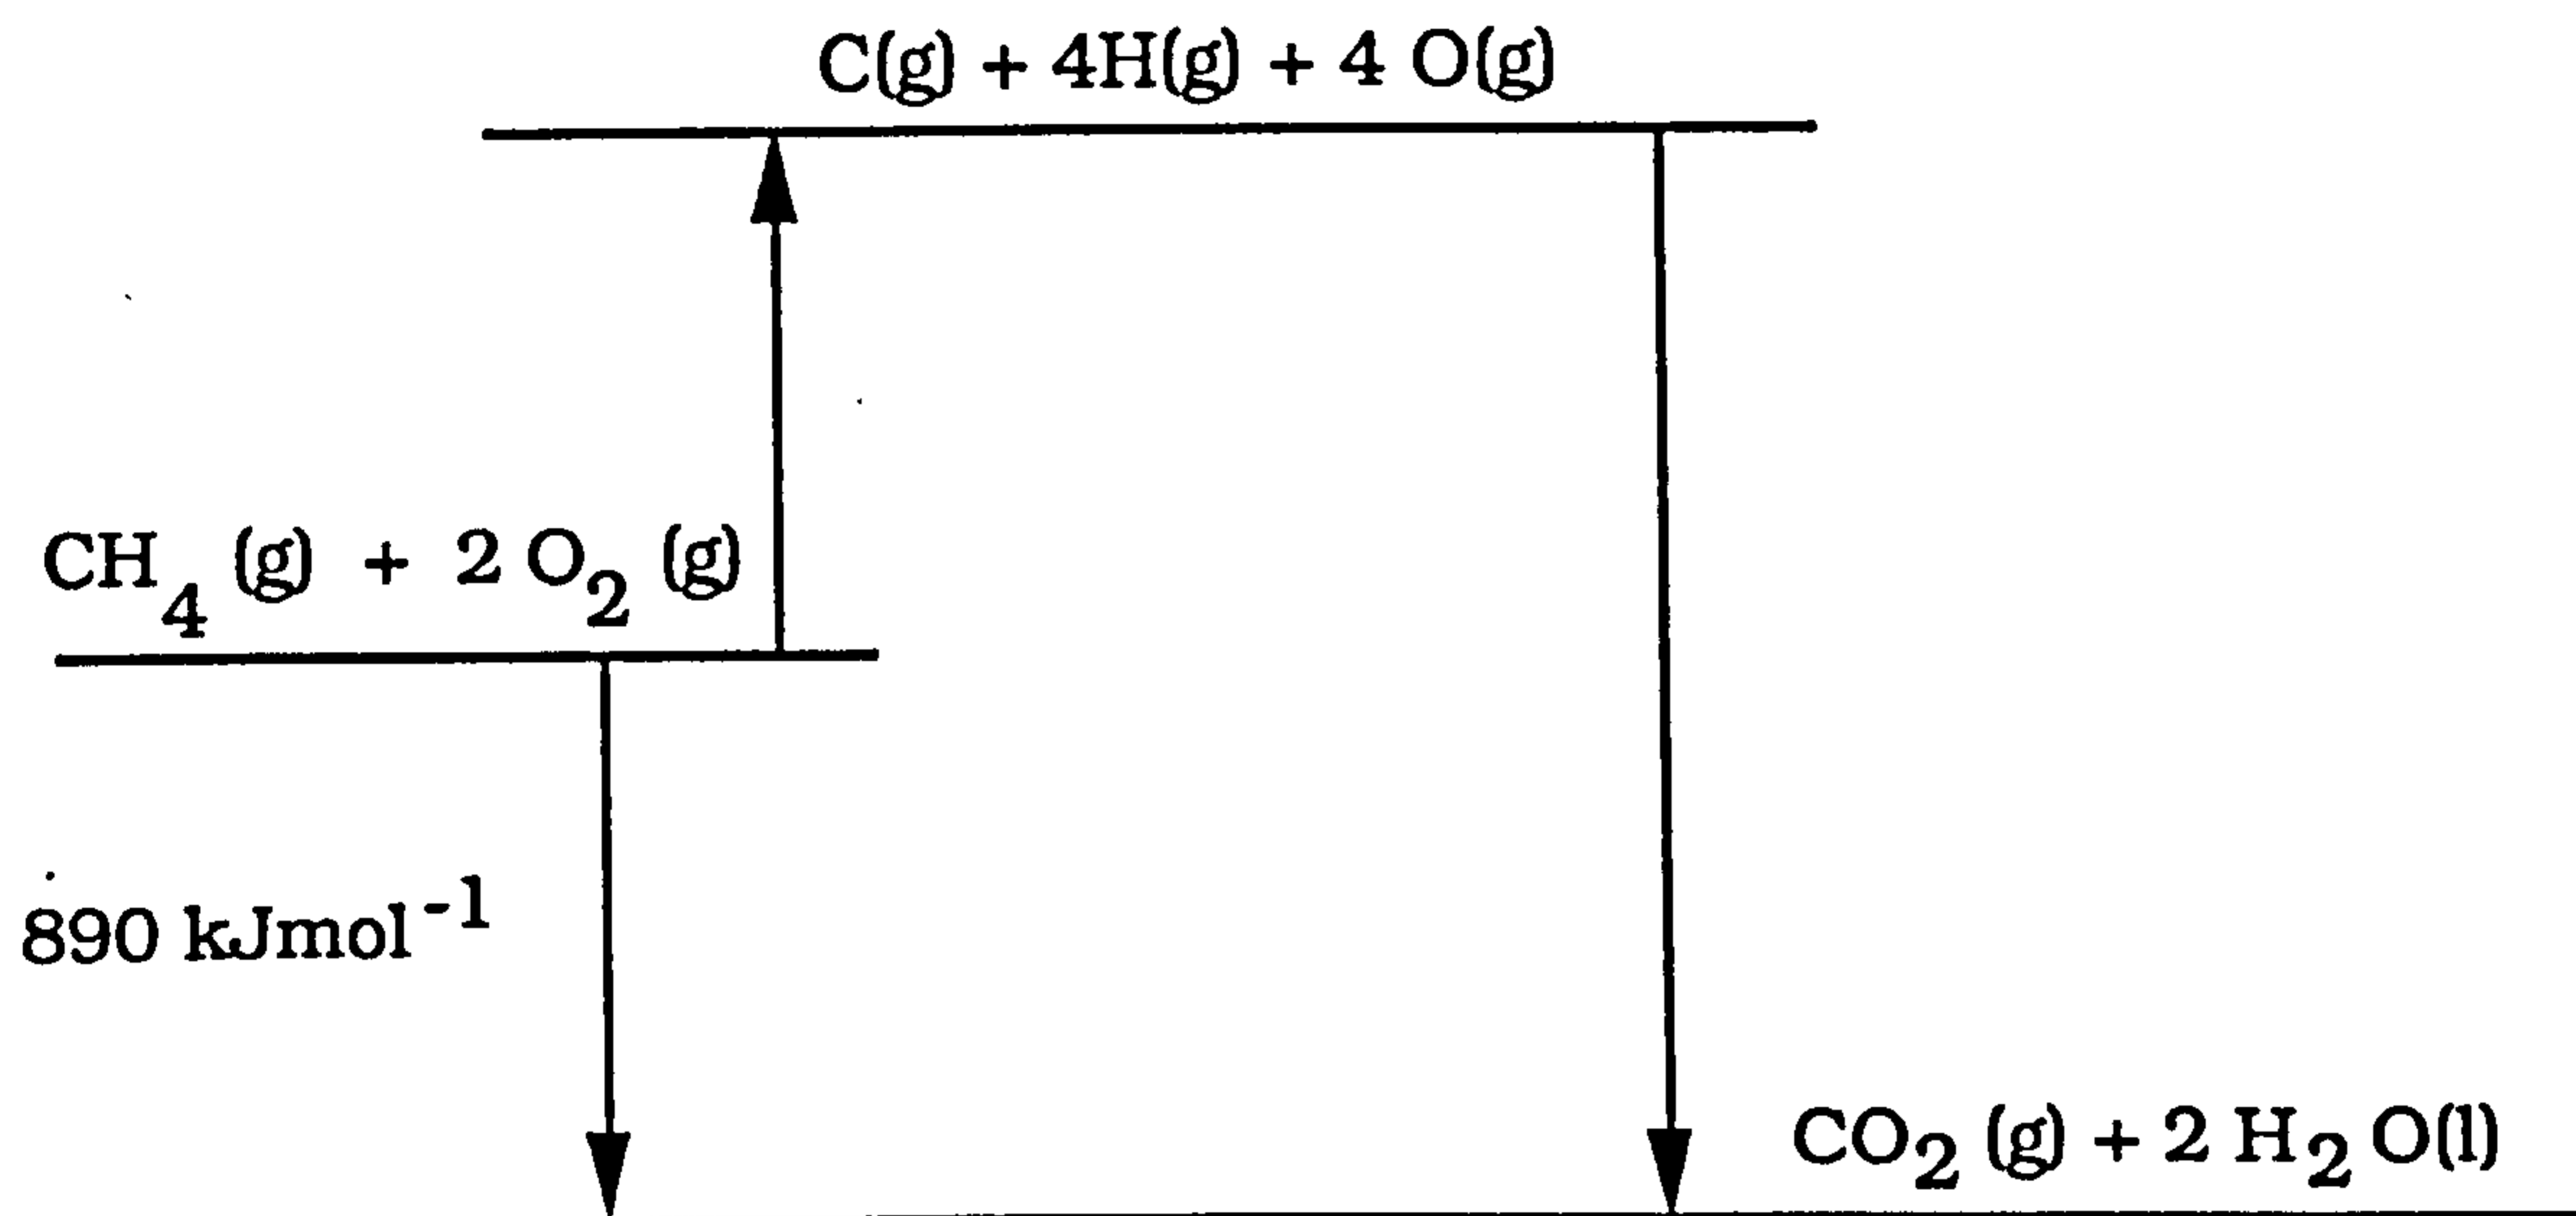 C(g) + 4H(g) + 4 O(g)
CH₄ (g) + 2 O₂ (g)
890 kJmol⁻¹
CO₂ (g) + 2 H₂ O(l)